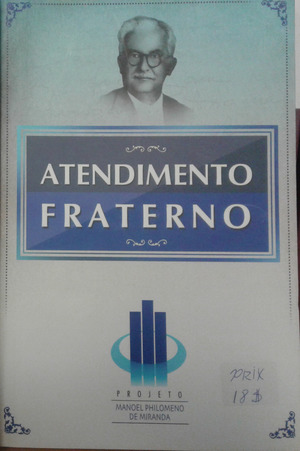 ATENDIMENTO
FRATERNO
PROJETO
MANOEL PHILOMENO
DE MIRANDA
PRIX
18 $